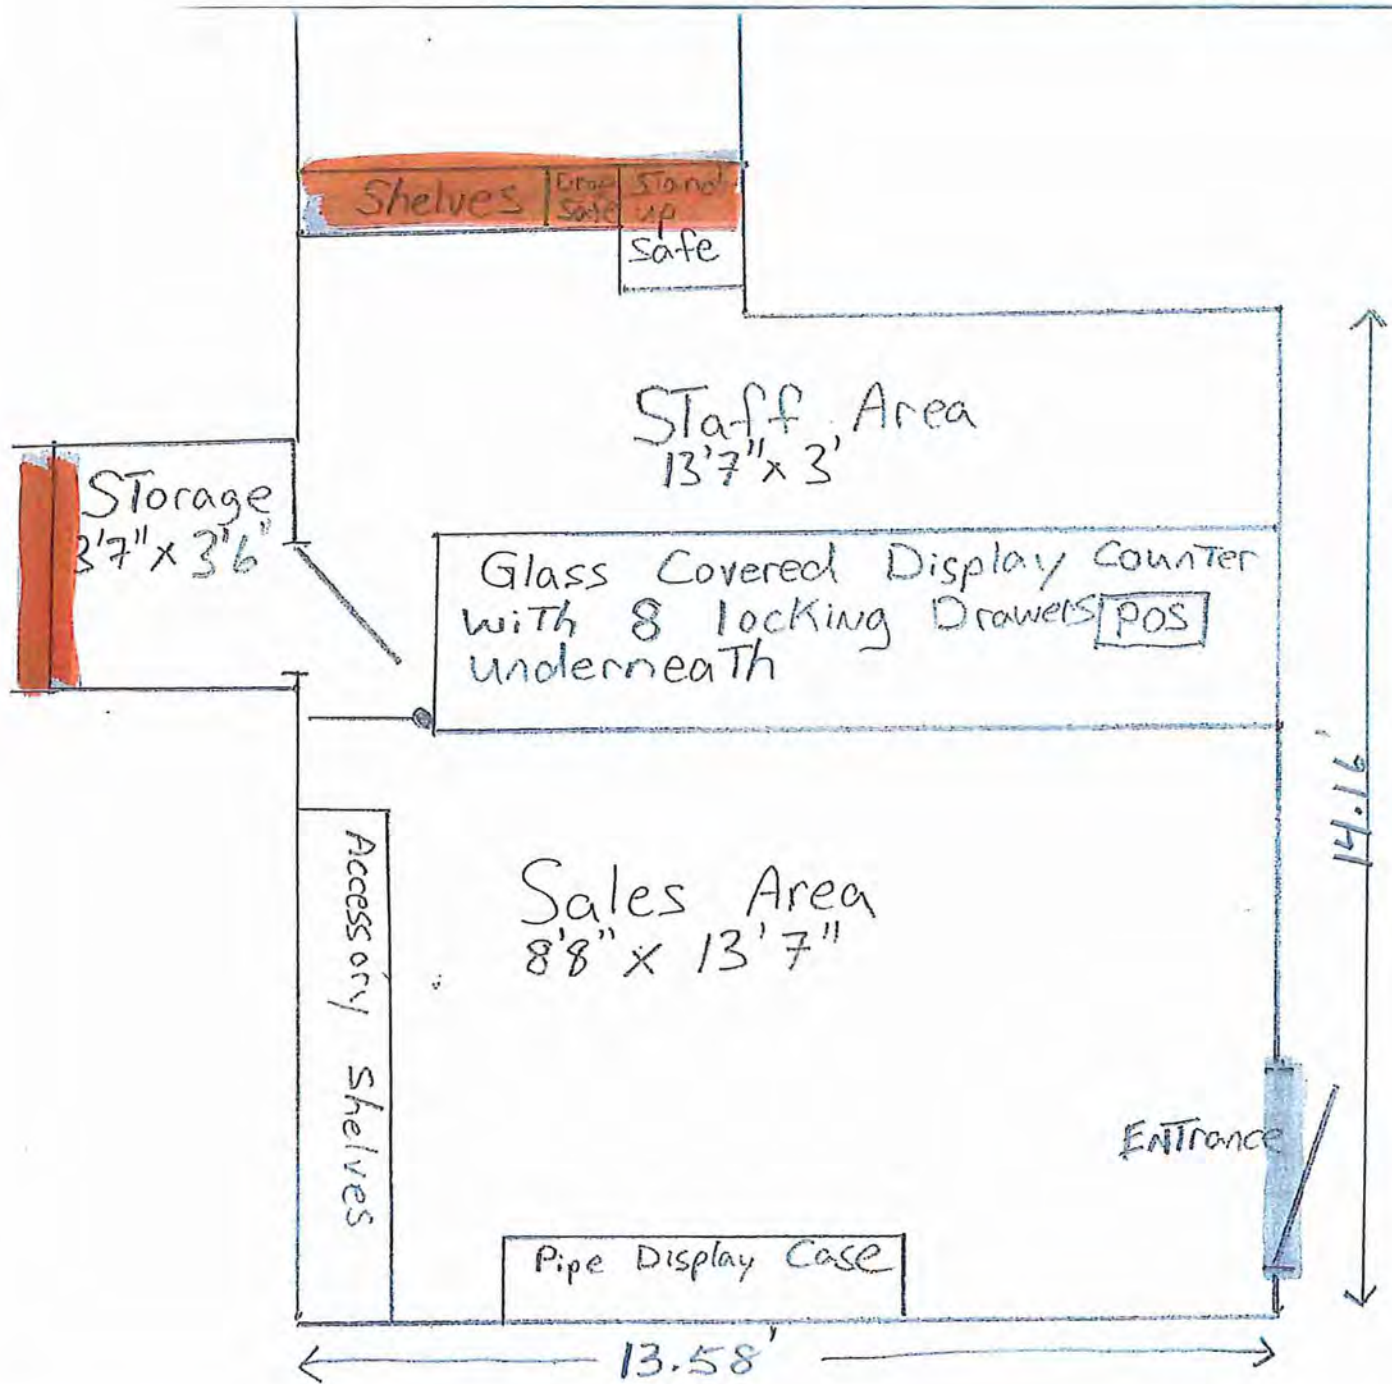 Shelves
Drop
Safe
Stand
up
safe
Staff Area
13'7" x 3'
Storage
3'7" x 3'6"
Glass Covered Display Counter
with 8 locking Drawers POS
underneath
14.16'
Accessory Shelves
Sales Area
8'8" x 13'7"
ENTrance
Pipe Display Case
13.58'